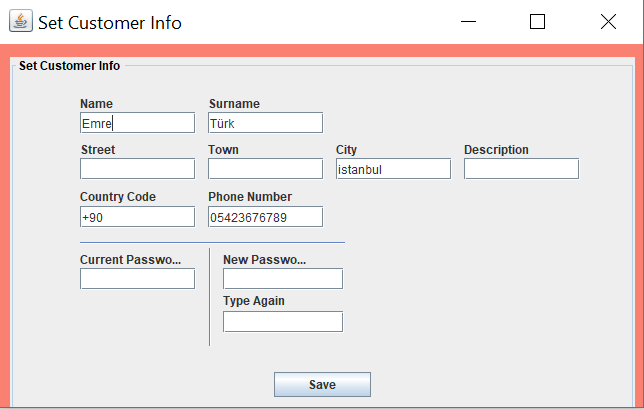 Set Customer Info
Set Customer Info
Name Surname
Emre Türk
Street Town City Description
istanbul
Country Code Phone Number
+90 05423676789
Current Passwo... New Passwo...
Type Again
Save